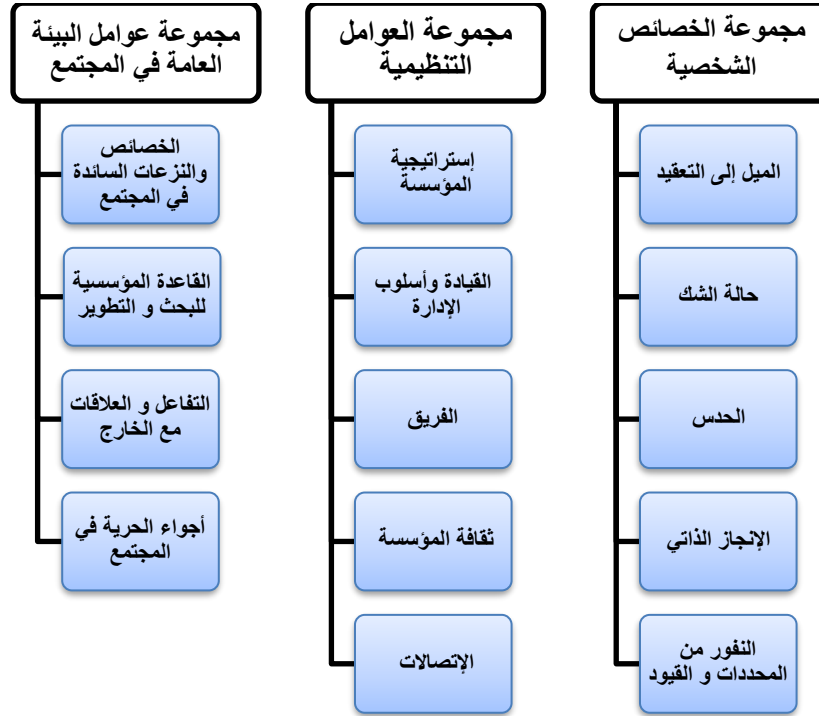 مجموعة الخصائص
الشخصية
الميل إلى التعقيد
حالة الشك
الحدس
الإنجاز الذاتي
النفور من
المحددات و القيود
مجموعة العوامل
التنظيمية
إستراتيجية
المؤسسة
القيادة وأسلوب
الإدارة
الفريق
ثقافة المؤسسة
الإتصالات
مجموعة عوامل البيئة
العامة في المجتمع
الخصائص
والنزعات السائدة
في المجتمع
القاعدة المؤسسية
للبحث و التطوير
التفاعل و العلاقات
مع الخارج
أجواء الحرية في
المجتمع